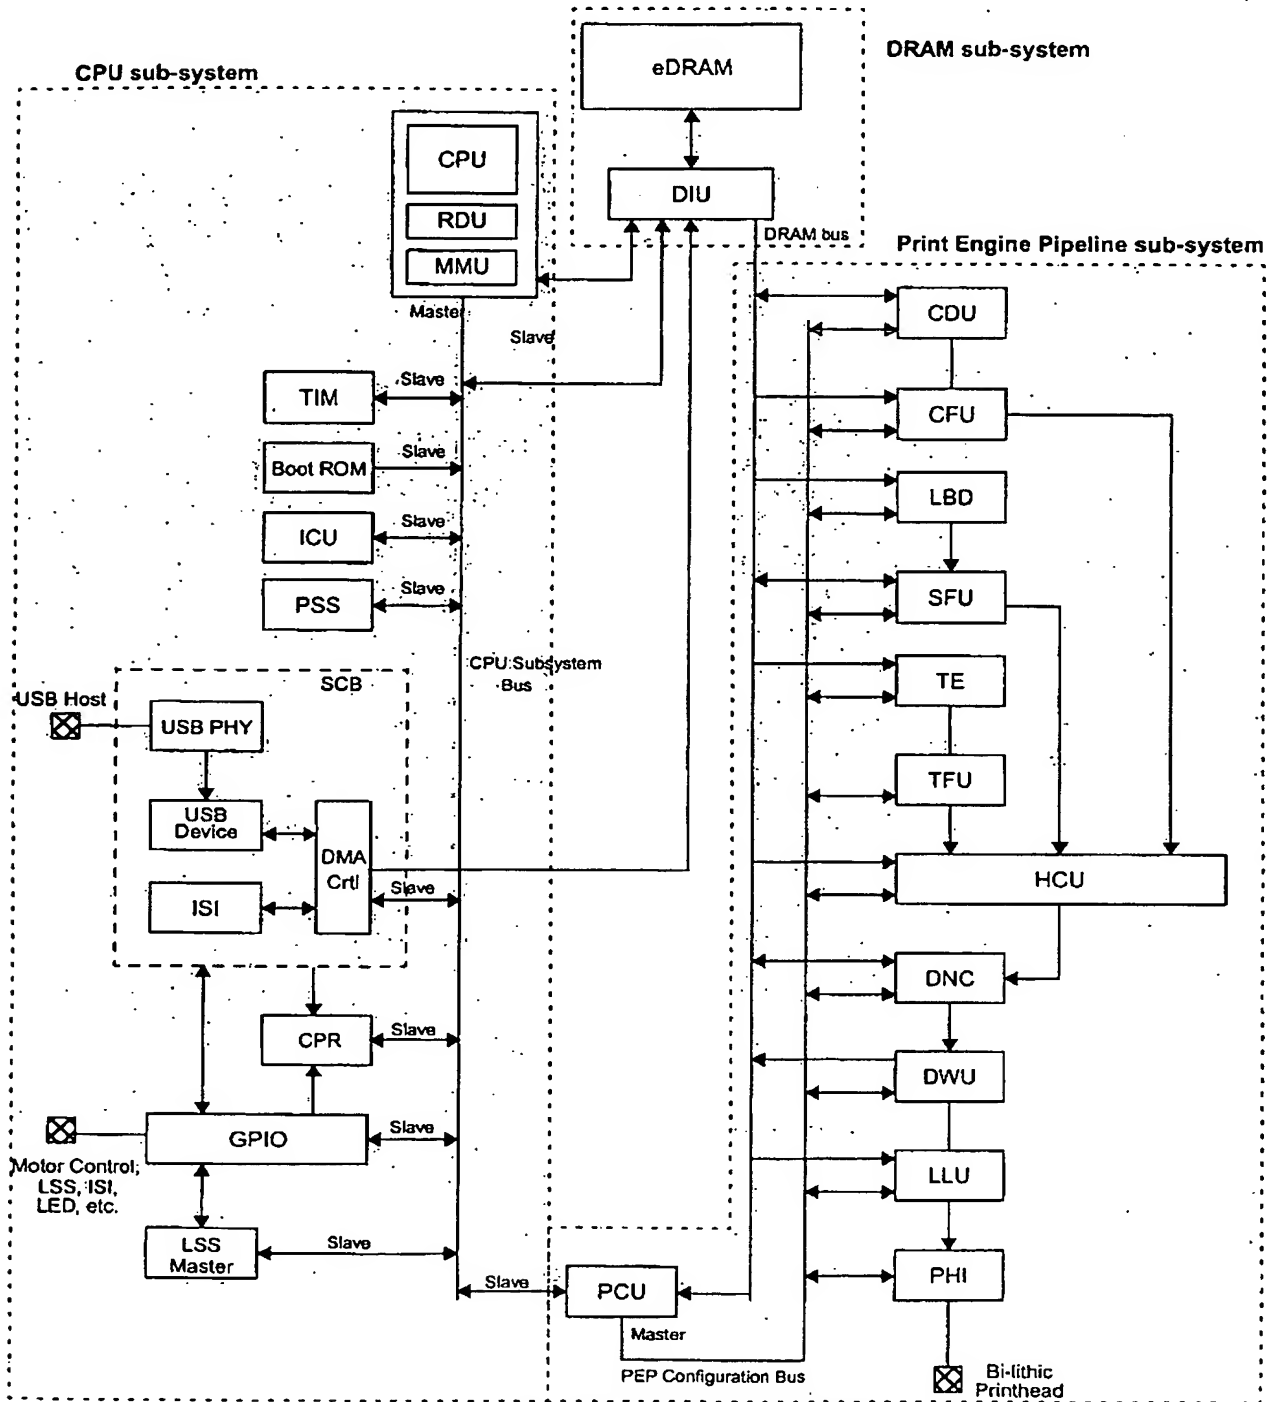 DRAM sub-system
CPU sub-system
eDRAM
CPU
RDU
MMU
DIU
DRAM bus
Print Engine Pipeline sub-system
Master
Slave
CDU
TIM
Slave
CFU
Boot ROM
Slave
LBD
ICU
Slave
PSS
Slave
SFU
CPU Subsystem
Bus
SCB
TE
USB Host
USB PHY
TFU
USB
Device
DMA
Crtl
Slave
HCU
ISI
DNC
CPR
Slave
DWU
GPIO
Slave
Motor Control,
LSS, ISI,
LED, etc.
LLU
LSS
Master
Slave
PHI
Slave
PCU
Master
PEP Configuration Bus
Bi-lithic
Printhead